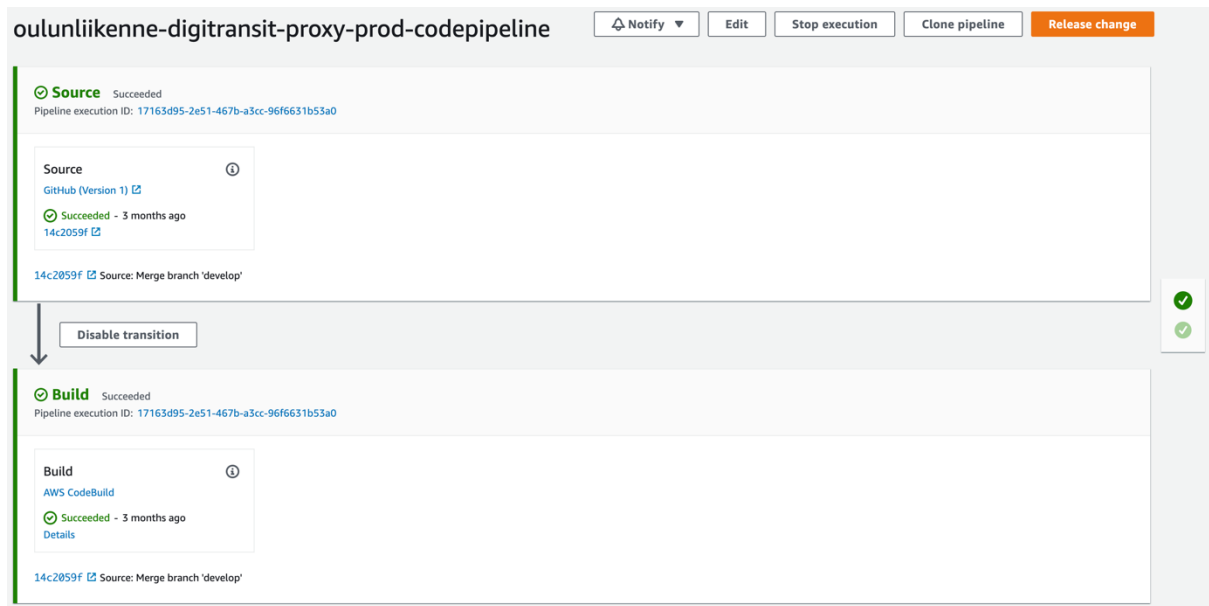 oulunliikenne-digitransit-proxy-prod-codepipeline
Notify ▼ Edit Stop execution Clone pipeline Release change
Source Succeeded
Pipeline execution ID: 17163d95-2e51-467b-a3cc-96f6631b53a0
Source
GitHub (Version 1)
Succeeded - 3 months ago
14c2059f
14c2059f Source: Merge branch 'develop'
Disable transition
Build Succeeded
Pipeline execution ID: 17163d95-2e51-467b-a3cc-96f6631b53a0
Build
AWS CodeBuild
Succeeded - 3 months ago
Details
14c2059f Source: Merge branch 'develop'